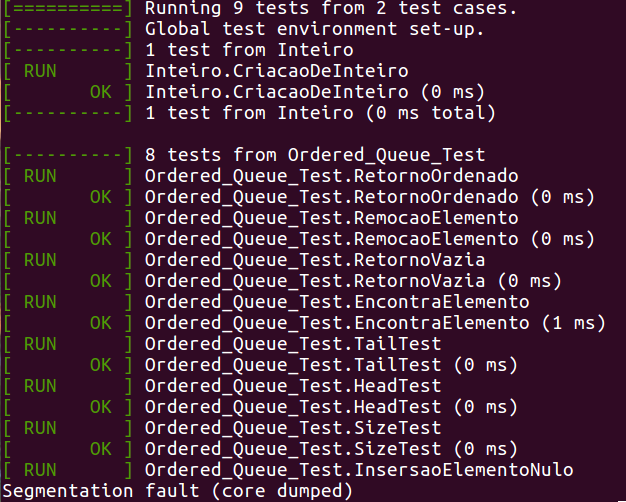 [==========] Running 9 tests from 2 test cases.
[----------] Global test environment set-up.
[----------] 1 test from Inteiro
[ RUN      ] Inteiro.CriacaoDeInteiro
[       OK ] Inteiro.CriacaoDeInteiro (0 ms)
[----------] 1 test from Inteiro (0 ms total)

[----------] 8 tests from Ordered_Queue_Test
[ RUN      ] Ordered_Queue_Test.RetornoOrdenado
[       OK ] Ordered_Queue_Test.RetornoOrdenado (0 ms)
[ RUN      ] Ordered_Queue_Test.RemocaoElemento
[       OK ] Ordered_Queue_Test.RemocaoElemento (0 ms)
[ RUN      ] Ordered_Queue_Test.RetornoVazia
[       OK ] Ordered_Queue_Test.RetornoVazia (0 ms)
[ RUN      ] Ordered_Queue_Test.EncontraElemento
[       OK ] Ordered_Queue_Test.EncontraElemento (1 ms)
[ RUN      ] Ordered_Queue_Test.TailTest
[       OK ] Ordered_Queue_Test.TailTest (0 ms)
[ RUN      ] Ordered_Queue_Test.HeadTest
[       OK ] Ordered_Queue_Test.HeadTest (0 ms)
[ RUN      ] Ordered_Queue_Test.SizeTest
[       OK ] Ordered_Queue_Test.SizeTest (0 ms)
[ RUN      ] Ordered_Queue_Test.InsersaoElementoNulo
Segmentation fault (core dumped)